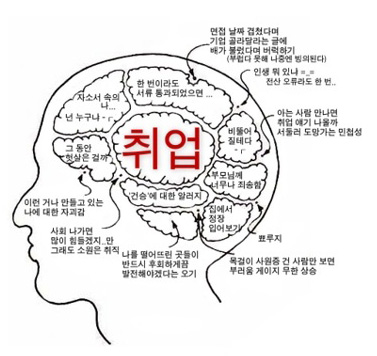 면접 날짜 겹쳤다며
기업 골라달라는 글에
배가 불렀다며 버럭하기
(부럽다 못해 나중엔 빙의된다)
인생 뭐 있냐 =_=
전산 오류라도 한 번..
한 번이라도
서류 통과되었으면 ...
자소서 속의
나...
넌 누구냐 - ┌
아는 사람 만나면
취업 얘기 나올까
서둘러 도망가는 민첩성
비뚤어
질테다
- ┌
취업
그 동안
헛살은 걸까
부모님께
너무나 죄송함
'건승'에 대한 알러지
이런 거나 만들고 있는
나에 대한 자괴감
집에서
정장
입어보기
사회 나가면
많이 힘들겠지..만
그래도 소원은 취직
뾰루지
나를 떨어뜨린 곳들이
반드시 후회하게끔
발전해야겠다는 오기
목걸이 사원증 건 사람만 보면
부러움 게이지 무한 상승